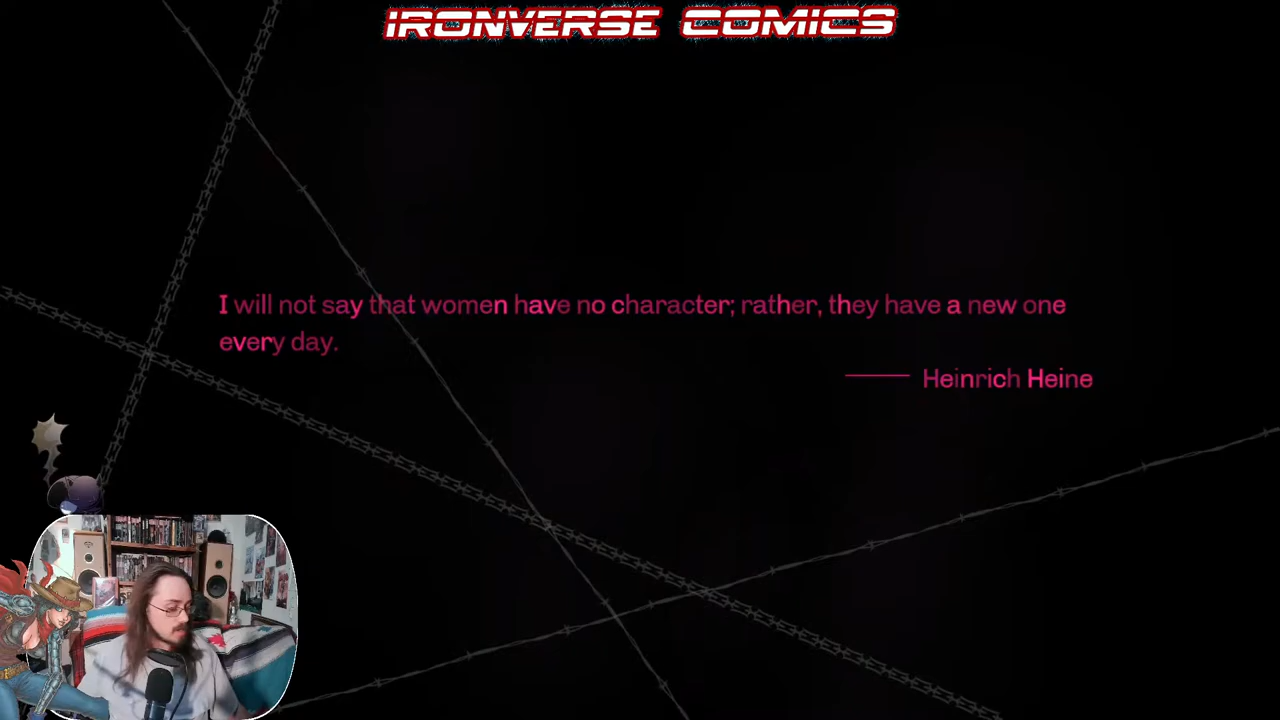 IRONVERSE COMICS
I will not say that women have no character; rather, they have a new one
every day.
Heinrich Heine